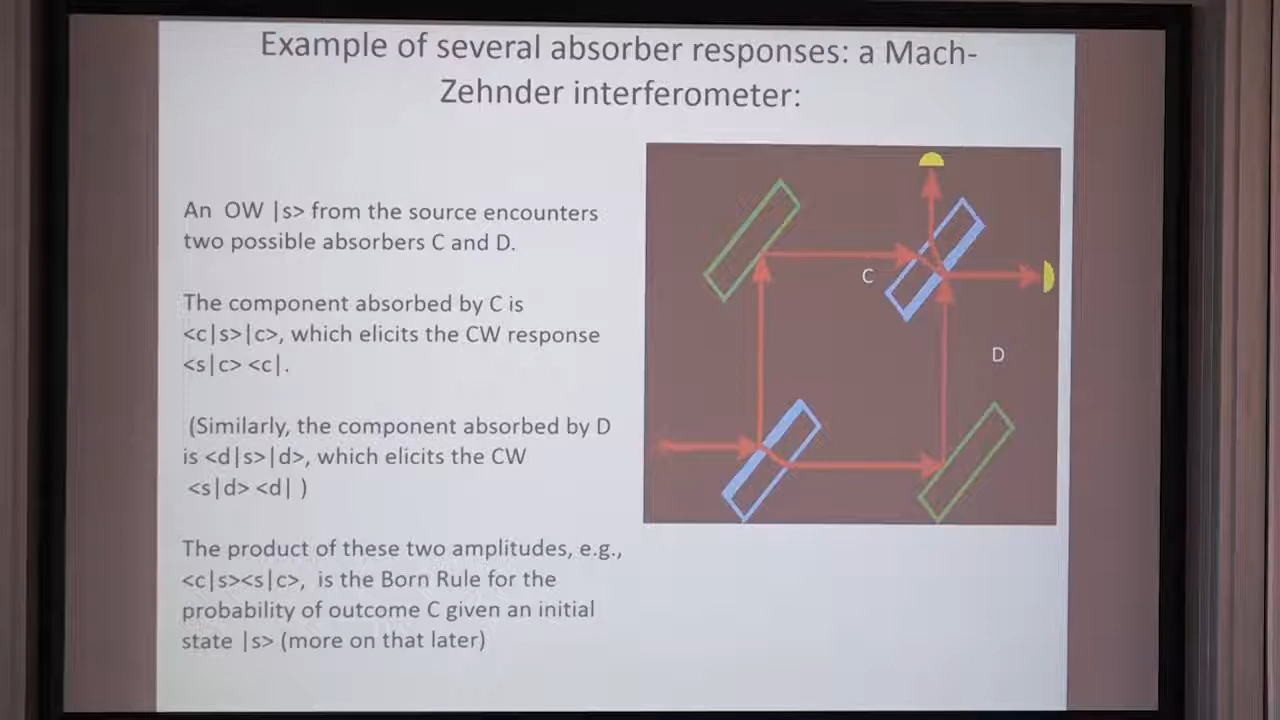 Example of several absorber responses: a Mach-
Zehnder interferometer:
An OW |s> from the source encounters
two possible absorbers C and D.
The component absorbed by C is
<c|s>|c>, which elicits the CW response
<s|c> <c|.
(Similarly, the component absorbed by D
is <d|s>|d>, which elicits the CW
<s|d> <d| )
The product of these two amplitudes, e.g.,
<c|s><s|c>, is the Born Rule for the
probability of outcome C given an initial
state |s> (more on that later)
C
D